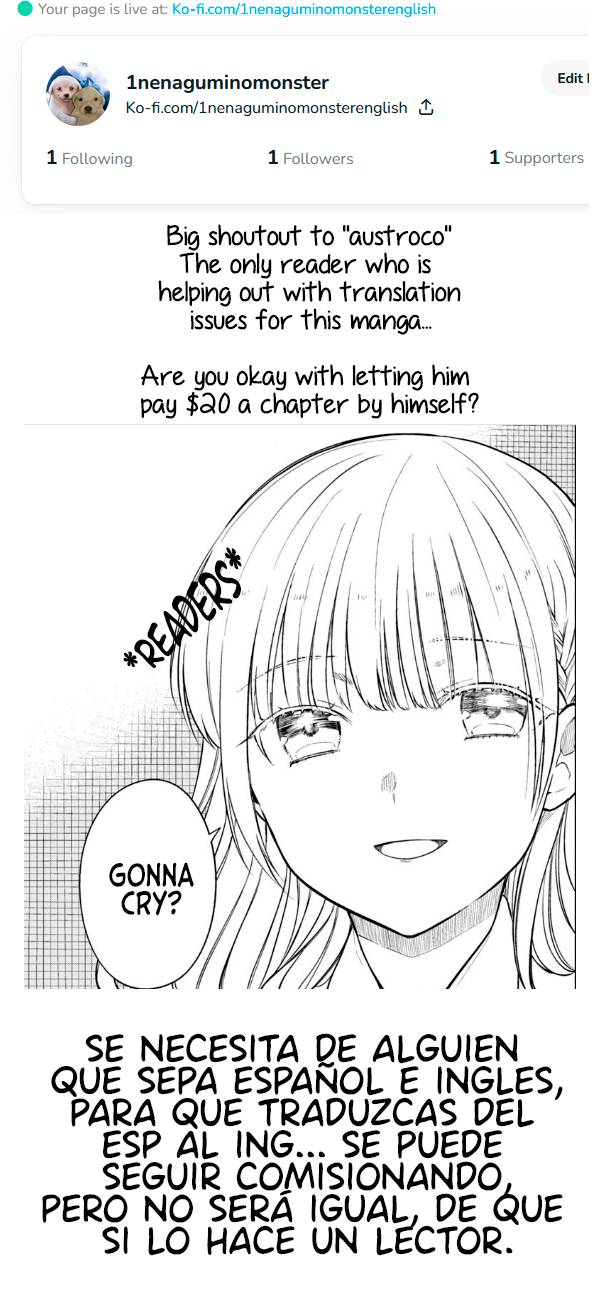 Your page is live at: Ko-fi.com/1nenaguminomonsterenglish
1nenaguminomonster
Edit
Ko-fi.com/1nenaguminomonsterenglish
1 Following
1 Followers
1 Supporters
Big shoutout to "austroco"
The only reader who is
helping out with translation
issues for this manga...
Are you okay with letting him
pay $20 a chapter by himself?
*READERS*
GONNA
CRY?
SE NECESITA DE ALGUIEN
QUE SEPA ESPAÑOL E INGLES,
PARA QUE TRADUZCAS DEL
ESP AL ING... SE PUEDE
SEGUIR COMISIONANDO,
PERO NO SERÁ IGUAL, DE QUE
SI LO HACE UN LECTOR.